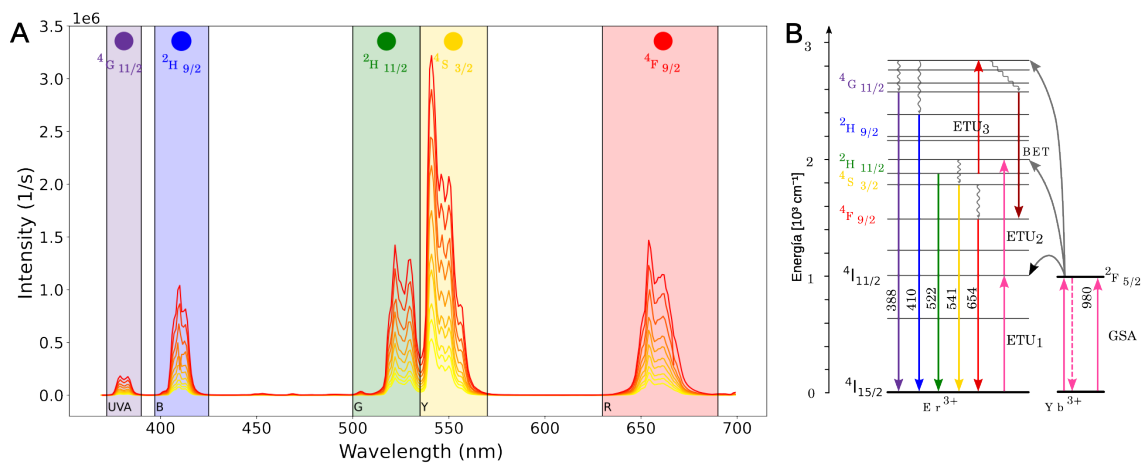 A
1e6
3.5
3.0
2.5
2.0
1.5
1.0
0.5
0.0
Intensity (1/s)
⁴G 11/2
²H 9/2
²H 11/2
⁴S 3/2
⁴F 9/2
UVA
B
G
Y
R
400
450
500
550
600
650
700
Wavelength (nm)
B
3
2
1
0
Energía [10³ cm⁻¹]
⁴G 11/2
²H 9/2
²H 11/2
⁴S 3/2
⁴F 9/2
⁴I 11/2
⁴I 15/2
388
410
522
541
654
ETU₃
BET
ETU₂
ETU₁
²F 5/2
980
GSA
Er³⁺
Yb³⁺